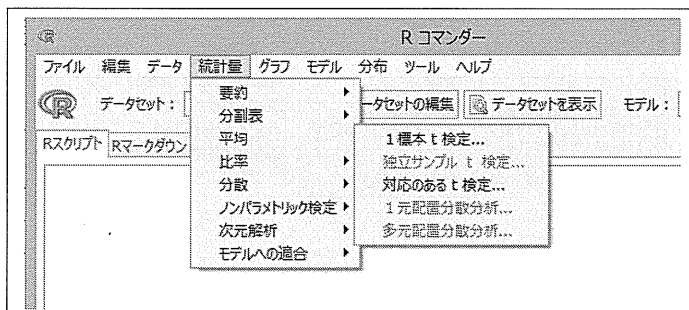 R コマンダー
ファイル 編集 データ 統計量 グラフ モデル 分布 ツール ヘルプ
データセット: ータセットの編集 データセットを表示 モデル:
Rスクリプト Rマークダウン
要約
分割表
平均
比率
分散
ノンパラメトリック検定
次元解析
モデルへの適合
1標本 t 検定...
独立サンプル t 検定...
対応のある t 検定...
1元配置分散分析...
多元配置分散分析...